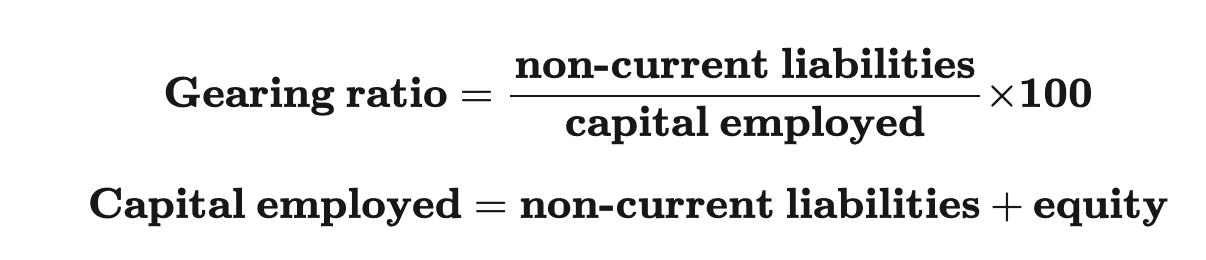 Gearing ratio = non-current liabilities / capital employed ×100
Capital employed = non-current liabilities + equity